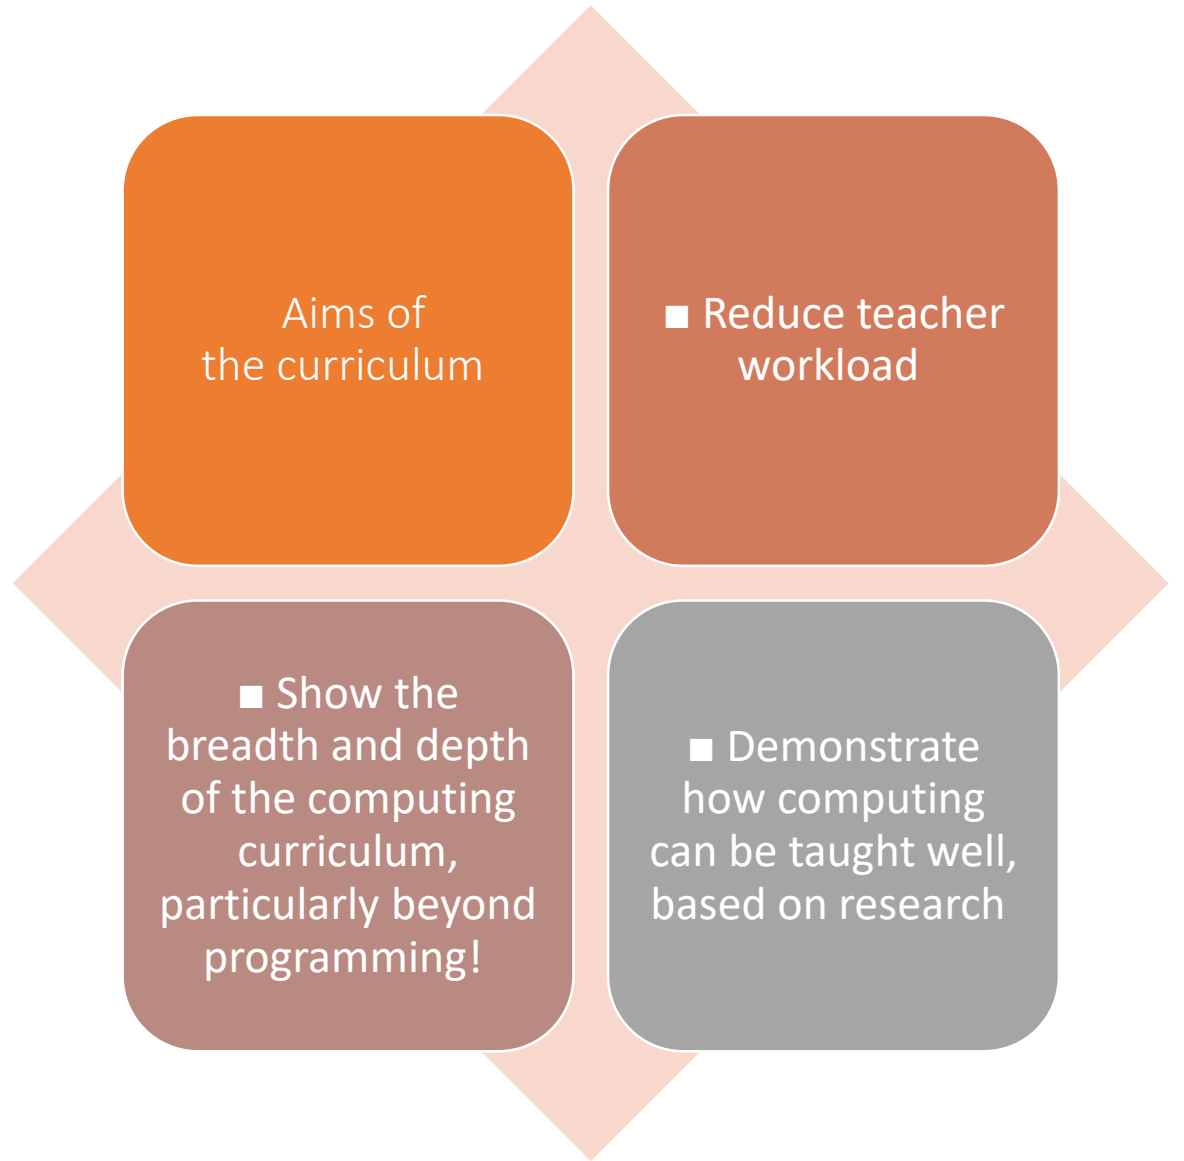 Aims of
the curriculum
■ Reduce teacher
workload
■ Show the
breadth and depth
of the computing
curriculum,
particularly beyond
programming!
■ Demonstrate
how computing
can be taught well,
based on research